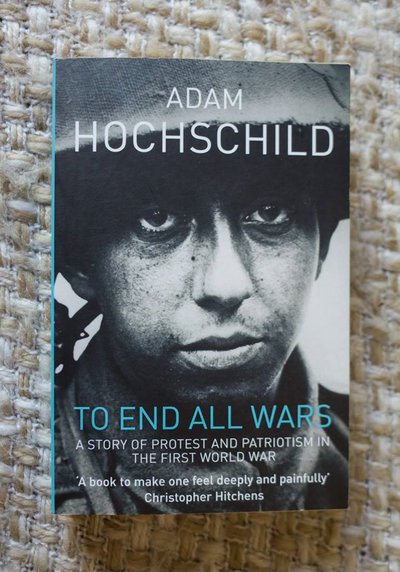 ADAM
HOCHSCHILD
TO END ALL WARS
A STORY OF PROTEST AND PATRIOTISM IN
THE FIRST WORLD WAR
‘A book to make one feel deeply and painfully’
Christopher Hitchens